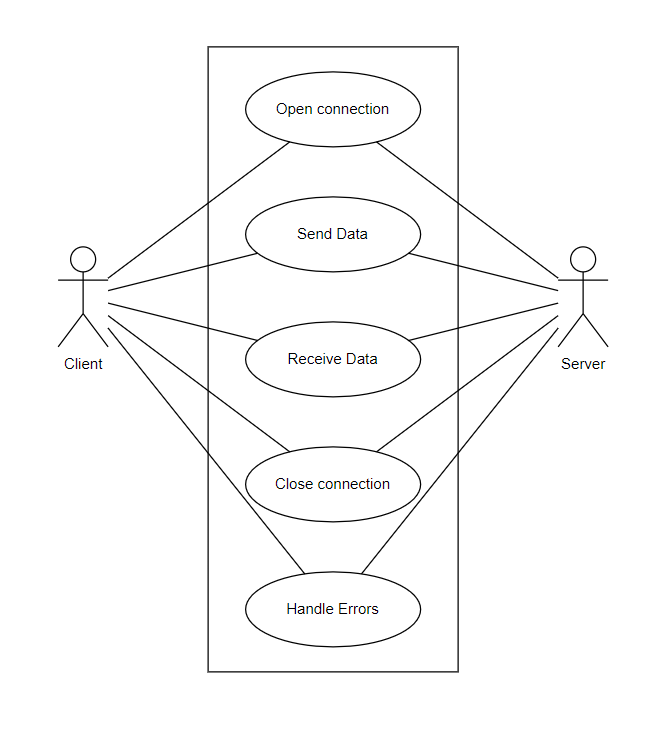 Open connection
Send Data
Receive Data
Client
Server
Close connection
Handle Errors